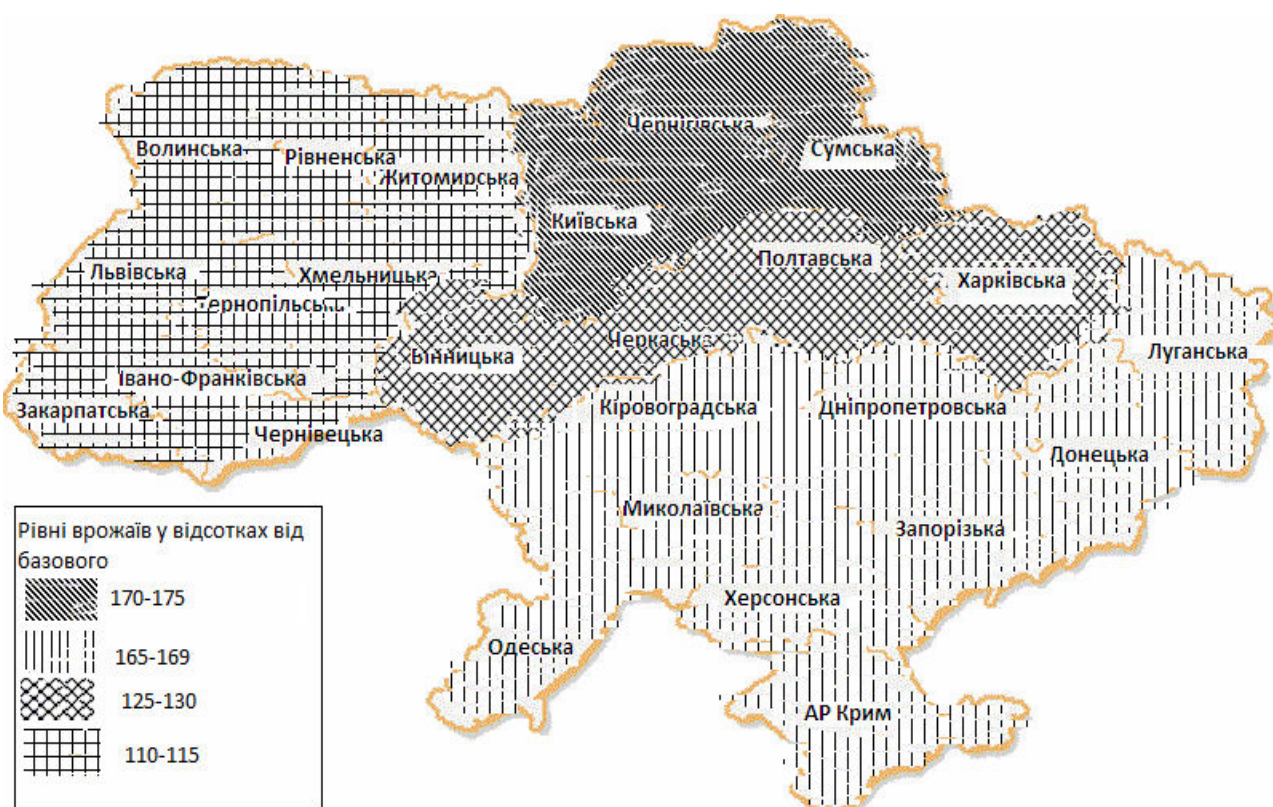 Чернігівська
Сумська
Волинська
Рівненська
Житомирська
Київська
Полтавська
Львівська
Хмельницька
Харківська
ернопільська
Черкаська
Вінницька
Луганська
Івано-Франківська
Закарпатська
Кіровоградська
Дніпропетровська
Чернівецька
Донецька
Миколаївська
Запорізька
Рівні врожаїв у відсотках від
базового
170-175
165-169
125-130
110-115
Херсонська
Одеська
АР Крим